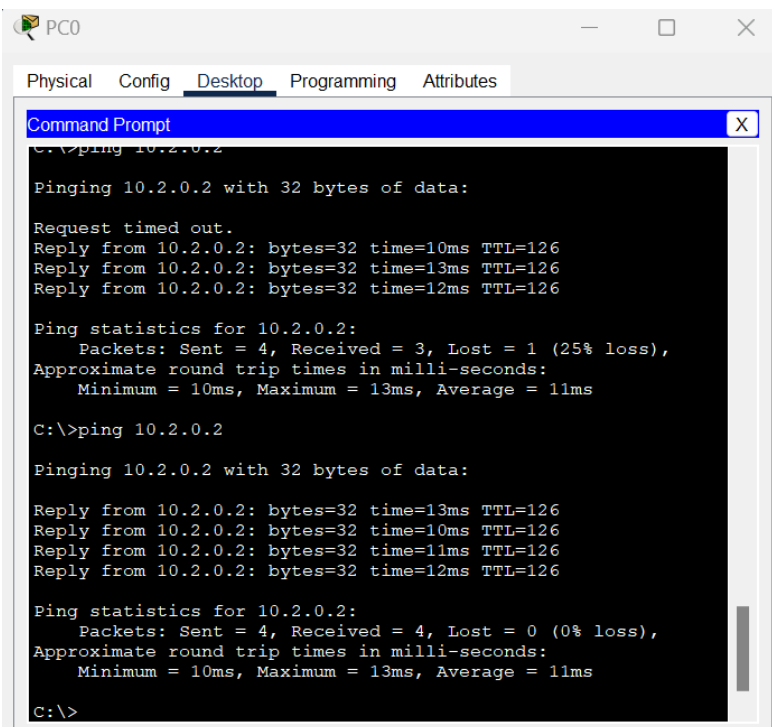 PC0
Physical Config Desktop Programming Attributes
Command Prompt X
C:\>ping 10.2.0.2
Pinging 10.2.0.2 with 32 bytes of data:
Request timed out.
Reply from 10.2.0.2: bytes=32 time=10ms TTL=126
Reply from 10.2.0.2: bytes=32 time=13ms TTL=126
Reply from 10.2.0.2: bytes=32 time=12ms TTL=126
Ping statistics for 10.2.0.2:
Packets: Sent = 4, Received = 3, Lost = 1 (25% loss),
Approximate round trip times in milli-seconds:
Minimum = 10ms, Maximum = 13ms, Average = 11ms
C:\>ping 10.2.0.2
Pinging 10.2.0.2 with 32 bytes of data:
Reply from 10.2.0.2: bytes=32 time=13ms TTL=126
Reply from 10.2.0.2: bytes=32 time=10ms TTL=126
Reply from 10.2.0.2: bytes=32 time=11ms TTL=126
Reply from 10.2.0.2: bytes=32 time=12ms TTL=126
Ping statistics for 10.2.0.2:
Packets: Sent = 4, Received = 4, Lost = 0 (0% loss),
Approximate round trip times in milli-seconds:
Minimum = 10ms, Maximum = 13ms, Average = 11ms
C:\>